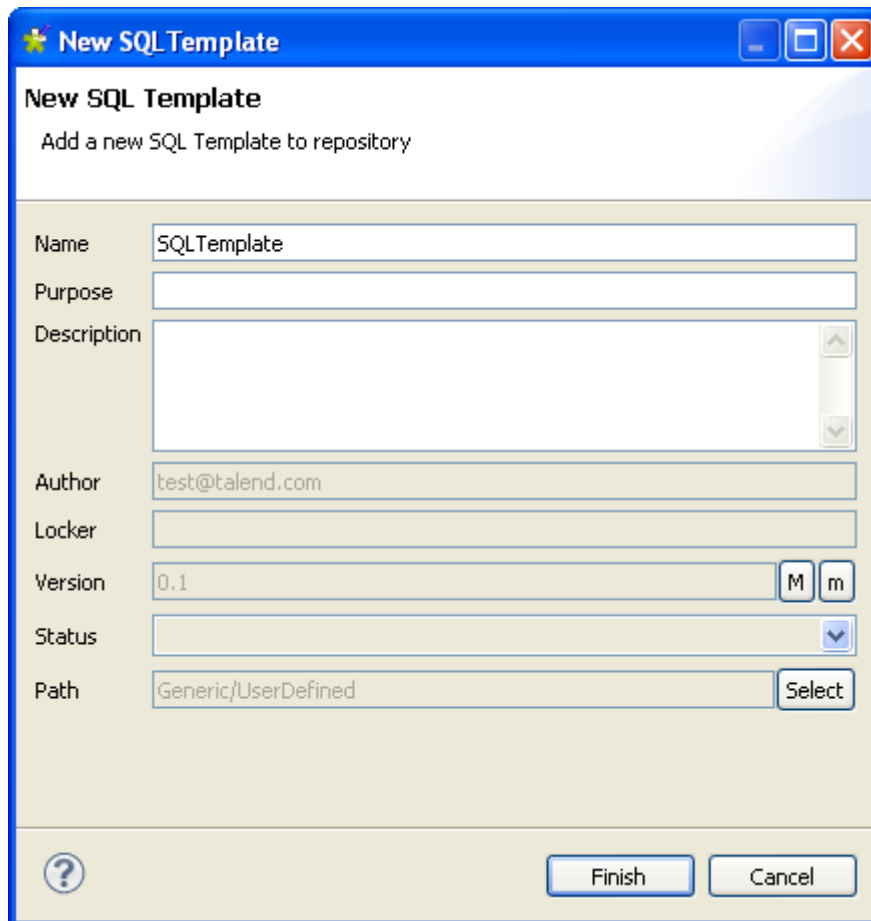 New SQLTemplate
New SQL Template
Add a new SQL Template to repository
Name SQLTemplate
Purpose
Description
Author test@talend.com
Locker
Version 0.1 M m
Status
Path Generic/UserDefined Select
? Finish Cancel